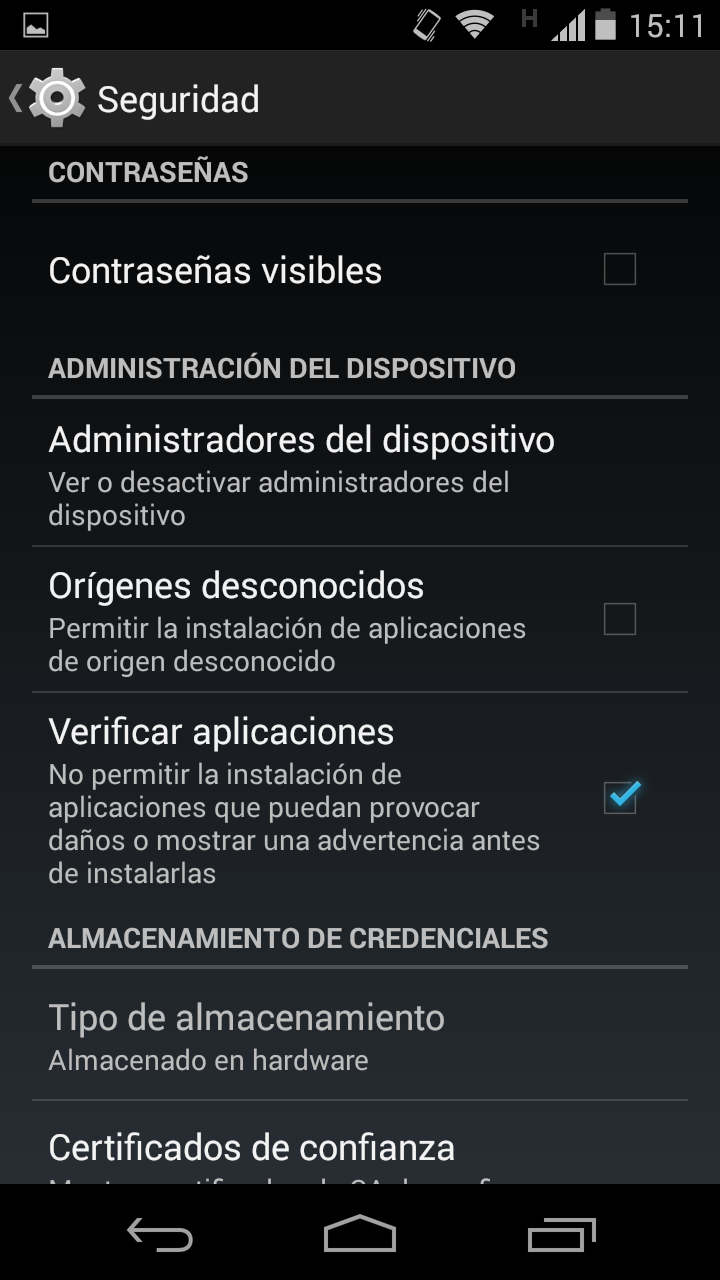 H 15:11
Seguridad
CONTRASEÑAS
Contraseñas visibles
ADMINISTRACIÓN DEL DISPOSITIVO
Administradores del dispositivo
Ver o desactivar administradores del
dispositivo
Orígenes desconocidos
Permitir la instalación de aplicaciones
de origen desconocido
Verificar aplicaciones
No permitir la instalación de
aplicaciones que puedan provocar
daños o mostrar una advertencia antes
de instalarlas
ALMACENAMIENTO DE CREDENCIALES
Tipo de almacenamiento
Almacenado en hardware
Certificados de confianza